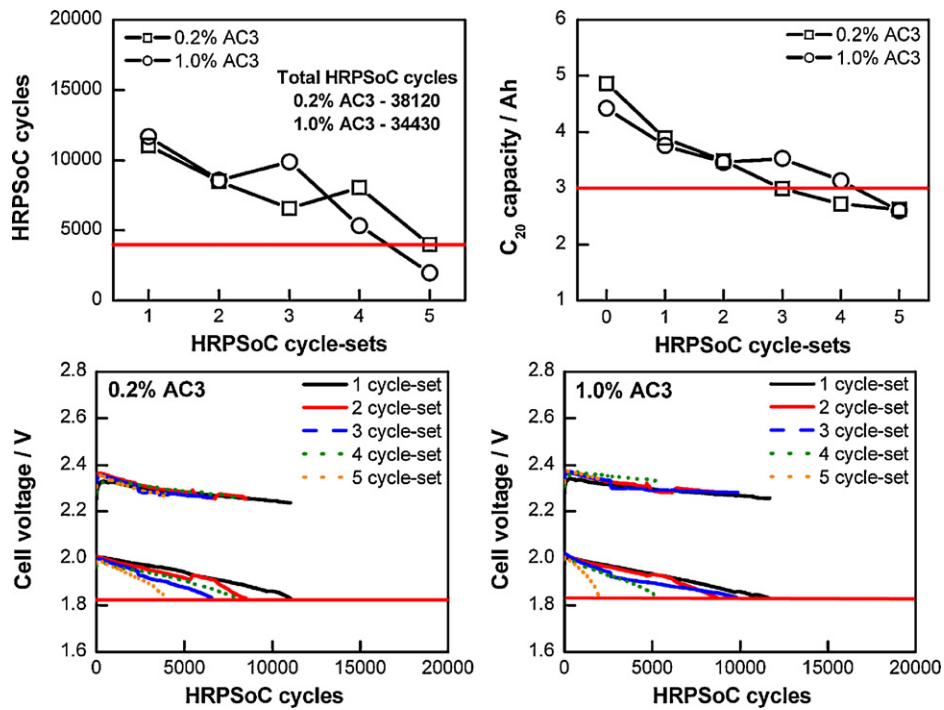 20000
15000
10000
5000
0
HRPSoC cycles
0.2% AC3
1.0% AC3
Total HRPSoC cycles
0.2% AC3 - 38120
1.0% AC3 - 34430
1 2 3 4 5
HRPSoC cycle-sets
6
5
4
3
2
1
C20 capacity / Ah
0.2% AC3
1.0% AC3
0 1 2 3 4 5
HRPSoC cycle-sets
2.8
2.6
2.4
2.2
2.0
1.8
1.6
Cell voltage / V
0.2% AC3
1 cycle-set
2 cycle-set
3 cycle-set
4 cycle-set
5 cycle-set
0 5000 10000 15000 20000
HRPSoC cycles
2.8
2.6
2.4
2.2
2.0
1.8
1.6
Cell voltage / V
1.0% AC3
1 cycle-set
2 cycle-set
3 cycle-set
4 cycle-set
5 cycle-set
0 5000 10000 15000 20000
HRPSoC cycles